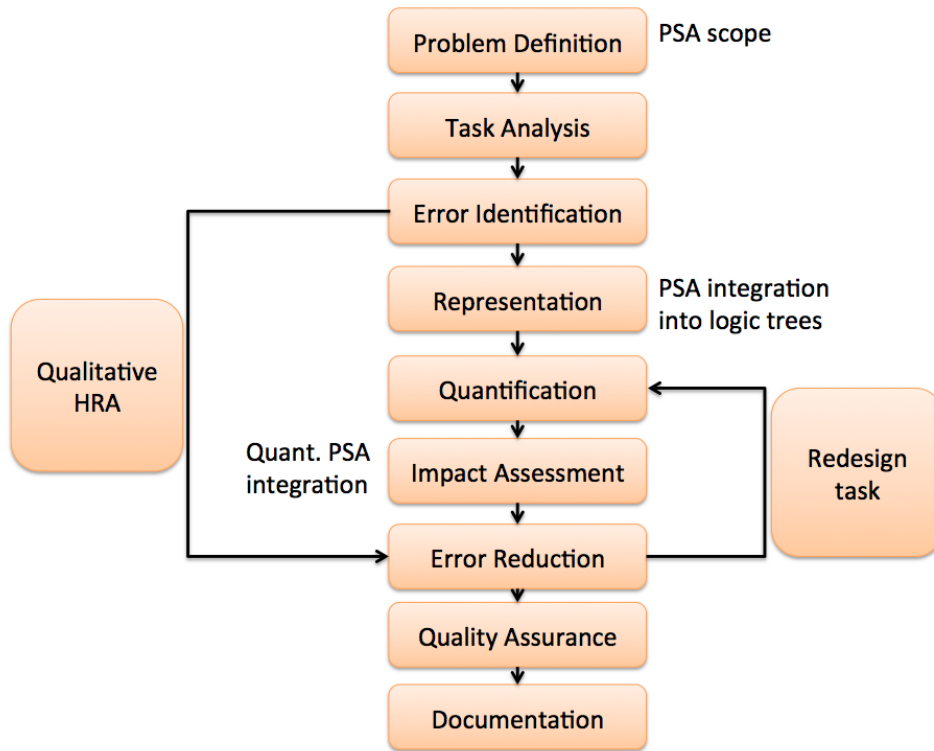 Problem Definition
PSA scope
Task Analysis
Error Identification
Representation
PSA integration
into logic trees
Qualitative
HRA
Quantification
Quant. PSA
integration
Impact Assessment
Redesign
task
Error Reduction
Quality Assurance
Documentation